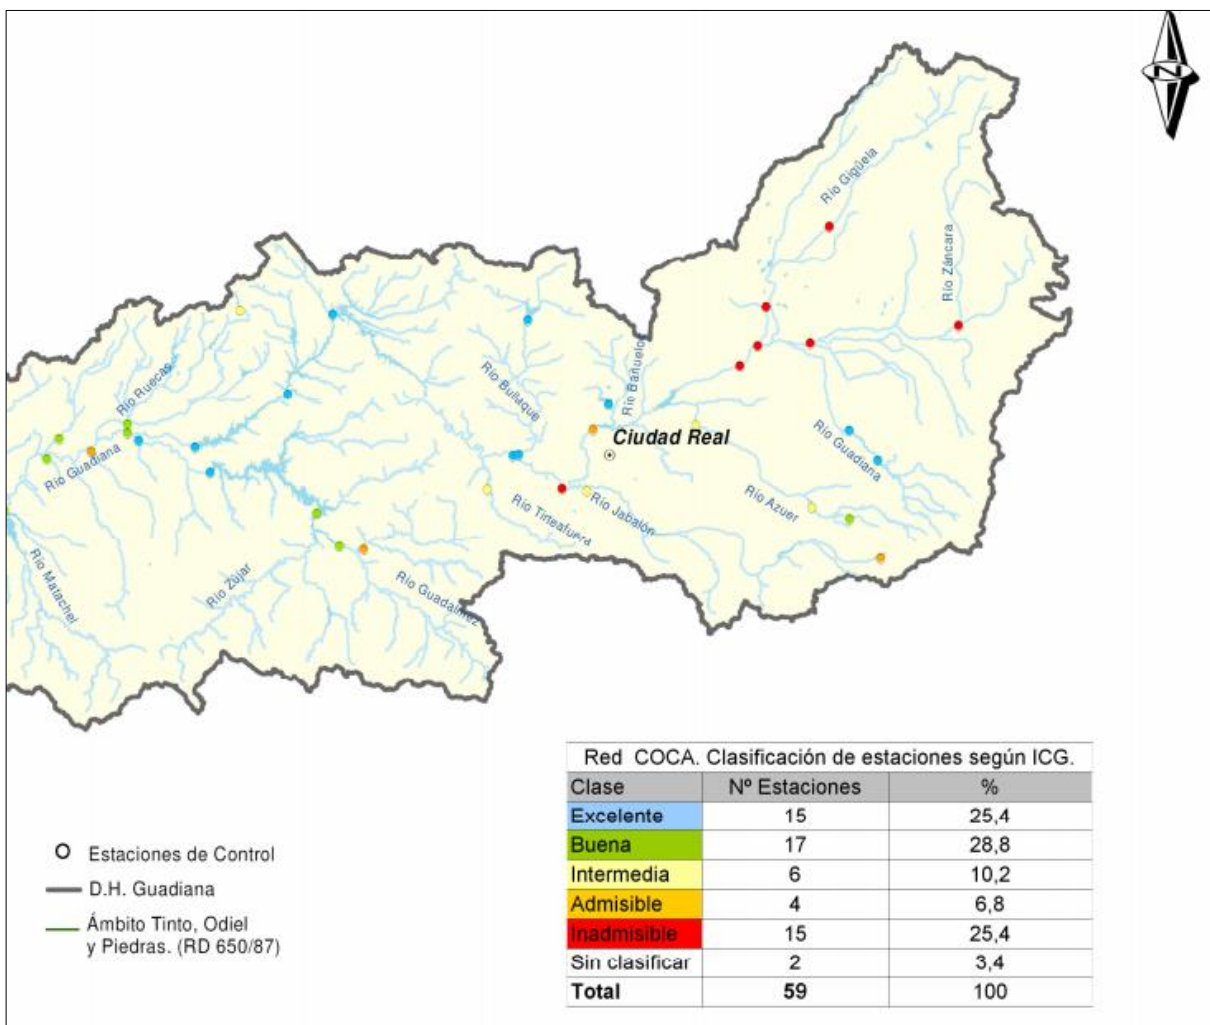 N
Río Gigüela
Río Záncara
Río Bañuelo
Río Bullaque
Río Ruecas
Ciudad Real
Río Guadiana
Río Guadiana
Río Azuer
Río Jabalón
Río Tirteafuera
Río Matachel
Río Zújar
Río Guadalmez
Red COCA. Clasificación de estaciones según ICG.
Clase Nº Estaciones %
Excelente 15 25,4
Buena 17 28,8
Intermedia 6 10,2
Admisible 4 6,8
Inadmisible 15 25,4
Sin clasificar 2 3,4
Total 59 100
Estaciones de Control
D.H. Guadiana
Ámbito Tinto, Odiel
y Piedras. (RD 650/87)